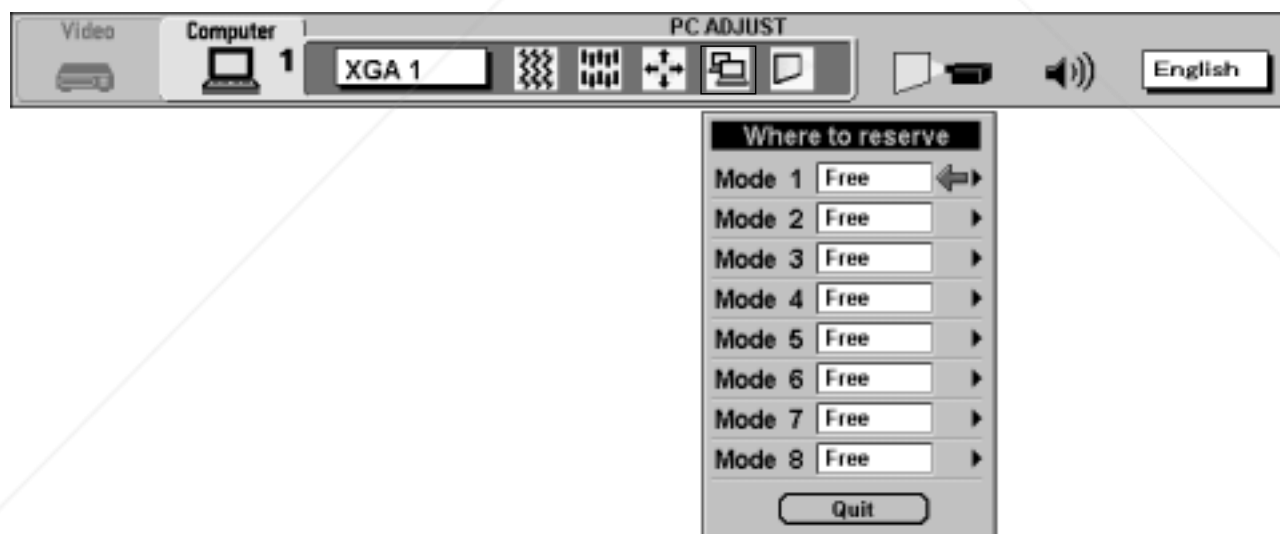 Video
Computer
1
PC ADJUST
XGA 1
English
Where to reserve
Mode 1 Free
Mode 2 Free
Mode 3 Free
Mode 4 Free
Mode 5 Free
Mode 6 Free
Mode 7 Free
Mode 8 Free
Quit